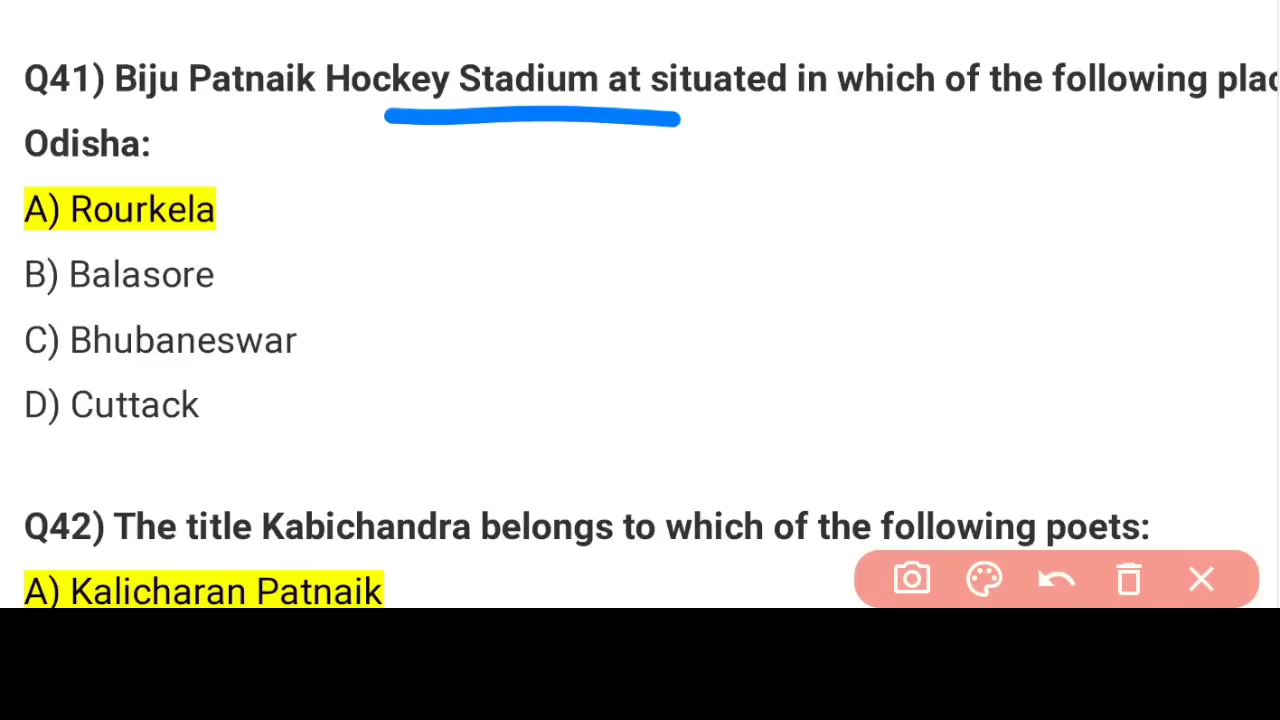 Q41) Biju Patnaik Hockey Stadium at situated in which of the following
Odisha:
A) Rourkela
B) Balasore
C) Bhubaneswar
D) Cuttack
Q42) The title Kabichandra belongs to which of the following poets:
A) Kalicharan Patnaik